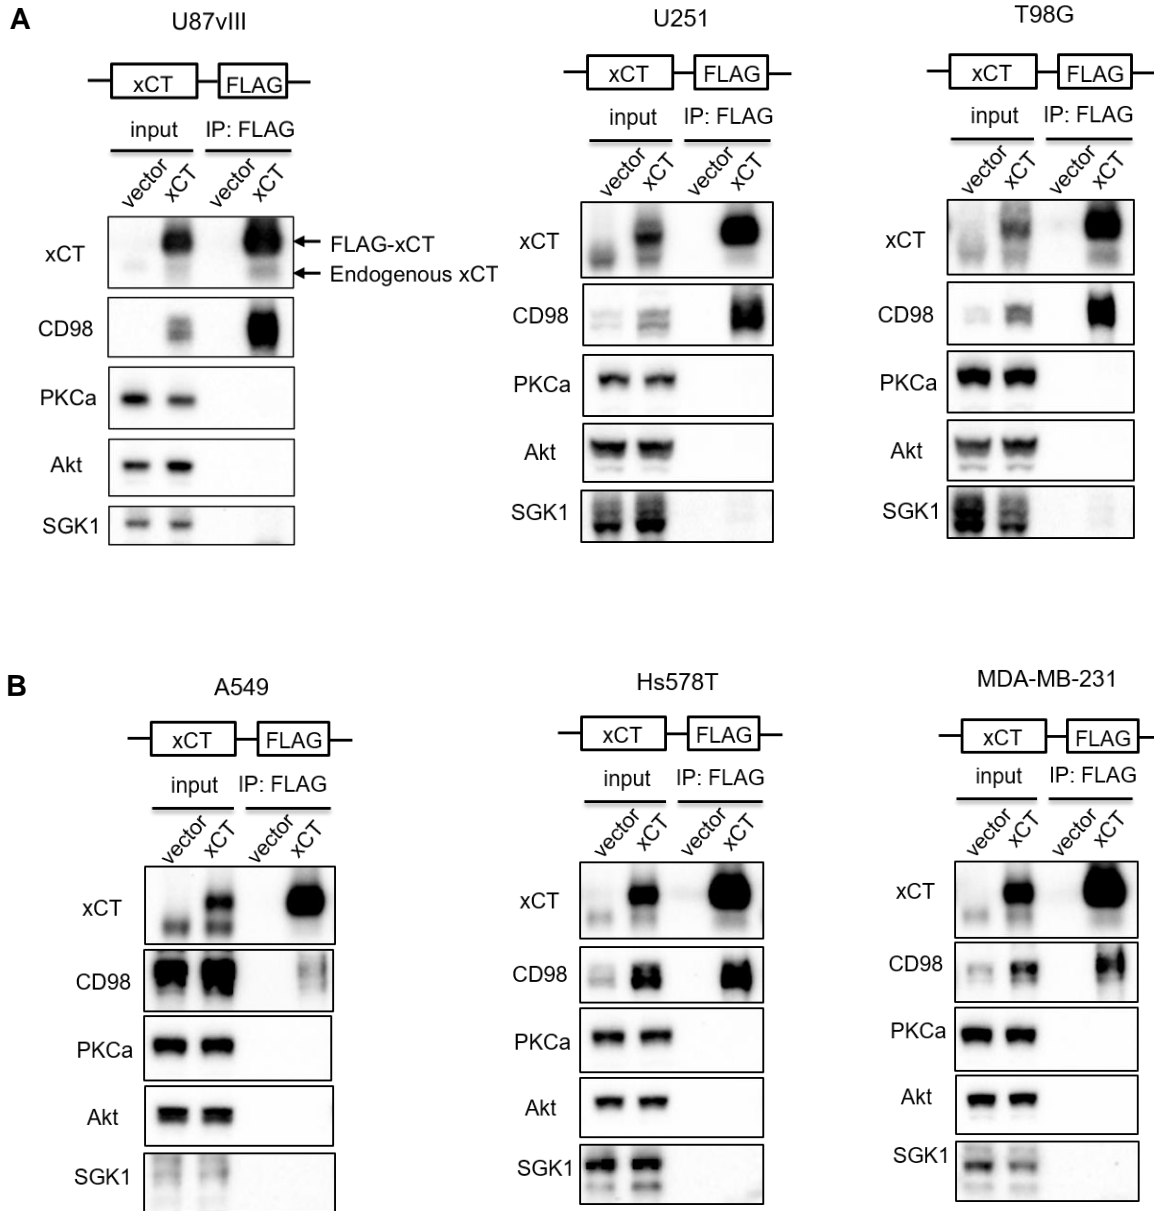 A
U87vIII
xCT FLAG
input IP: FLAG
vector xCT vector xCT
xCT
FLAG-xCT
Endogenous xCT
CD98
PKCa
Akt
SGK1
U251
xCT FLAG
input IP: FLAG
vector xCT vector xCT
xCT
CD98
PKCa
Akt
SGK1
T98G
xCT FLAG
input IP: FLAG
vector xCT vector xCT
xCT
CD98
PKCa
Akt
SGK1
B
A549
xCT FLAG
input IP: FLAG
vector xCT vector xCT
xCT
CD98
PKCa
Akt
SGK1
Hs578T
xCT FLAG
input IP: FLAG
vector xCT vector xCT
xCT
CD98
PKCa
Akt
SGK1
MDA-MB-231
xCT FLAG
input IP: FLAG
vector xCT vector xCT
xCT
CD98
PKCa
Akt
SGK1